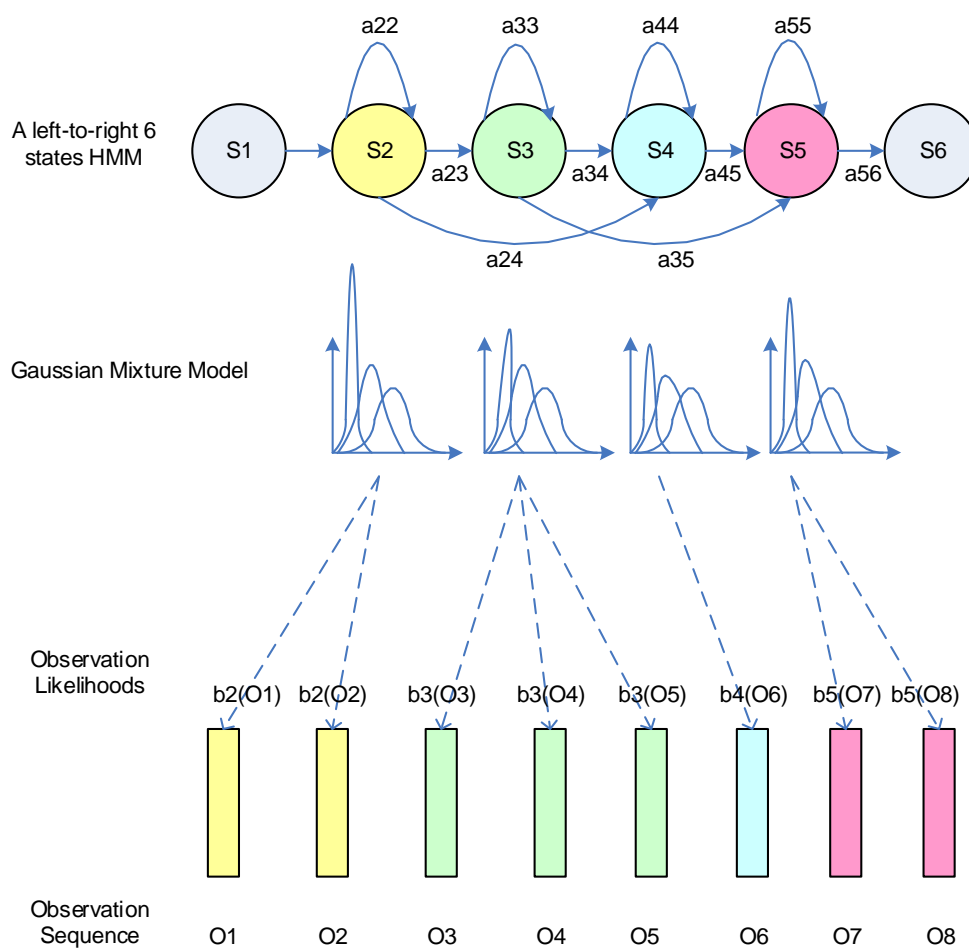 a22 a33 a44 a55
A left-to-right 6
states HMM
S1 S2 S3 S4 S5 S6
a23 a34 a45 a56
a24 a35
Gaussian Mixture Model
Observation
Likelihoods
b2(O1) b2(O2) b3(O3) b3(O4) b3(O5) b4(O6) b5(O7) b5(O8)
Observation
Sequence
O1 O2 O3 O4 O5 O6 O7 O8